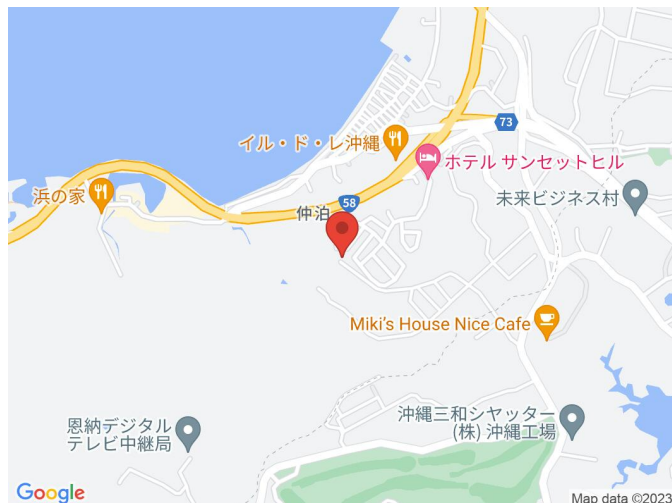 73
イル・ド・レ沖縄
ホテル サンセットヒル
浜の家
58
未来ビジネス村
仲泊
Miki's House Nice Cafe
恩納デジタル
テレビ中継局
沖縄三和シヤッター
(株) 沖縄工場
Google
Map data ©2023